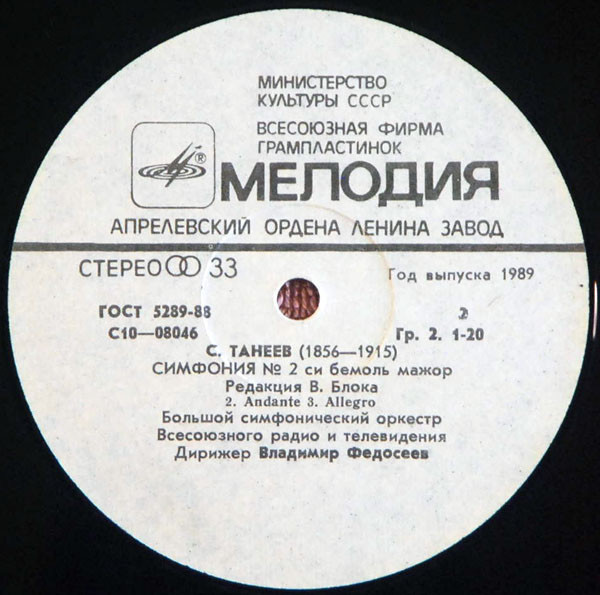 МИНИСТЕРСТВО
КУЛЬТУРЫ СССР
ВСЕСОЮЗНАЯ ФИРМА
ГРАМПЛАСТИНОК
®
МЕЛОДИЯ
АПРЕЛЕВСКИЙ ОРДЕНА ЛЕНИНА ЗАВОД
СТЕРЕО 33
Год выпуска 1989
ГОСТ 5289-88
2
С10—08046
Гр. 2. 1-20
С. ТАНЕЕВ (1856—1915)
СИМФОНИЯ № 2 си бемоль мажор
Редакция В. Блока
2. Andante 3. Allegro
Большой симфонический оркестр
Всесоюзного радио и телевидения
Дирижер Владимир Федосеев